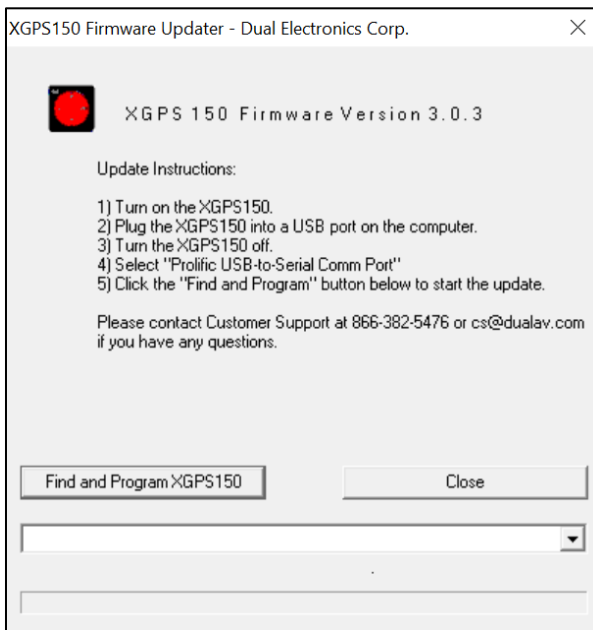 XGPS150 Firmware Updater - Dual Electronics Corp.
XGPS 150 Firmware Version 3.0.3
Update Instructions:
1) Turn on the XGPS150.
2) Plug the XGPS150 into a USB port on the computer.
3) Turn the XGPS150 off.
4) Select "Prolific USB-to-Serial Comm Port"
5) Click the "Find and Program" button below to start the update.
Please contact Customer Support at 866-382-5476 or cs@dualav.com
if you have any questions.
Find and Program XGPS150
Close